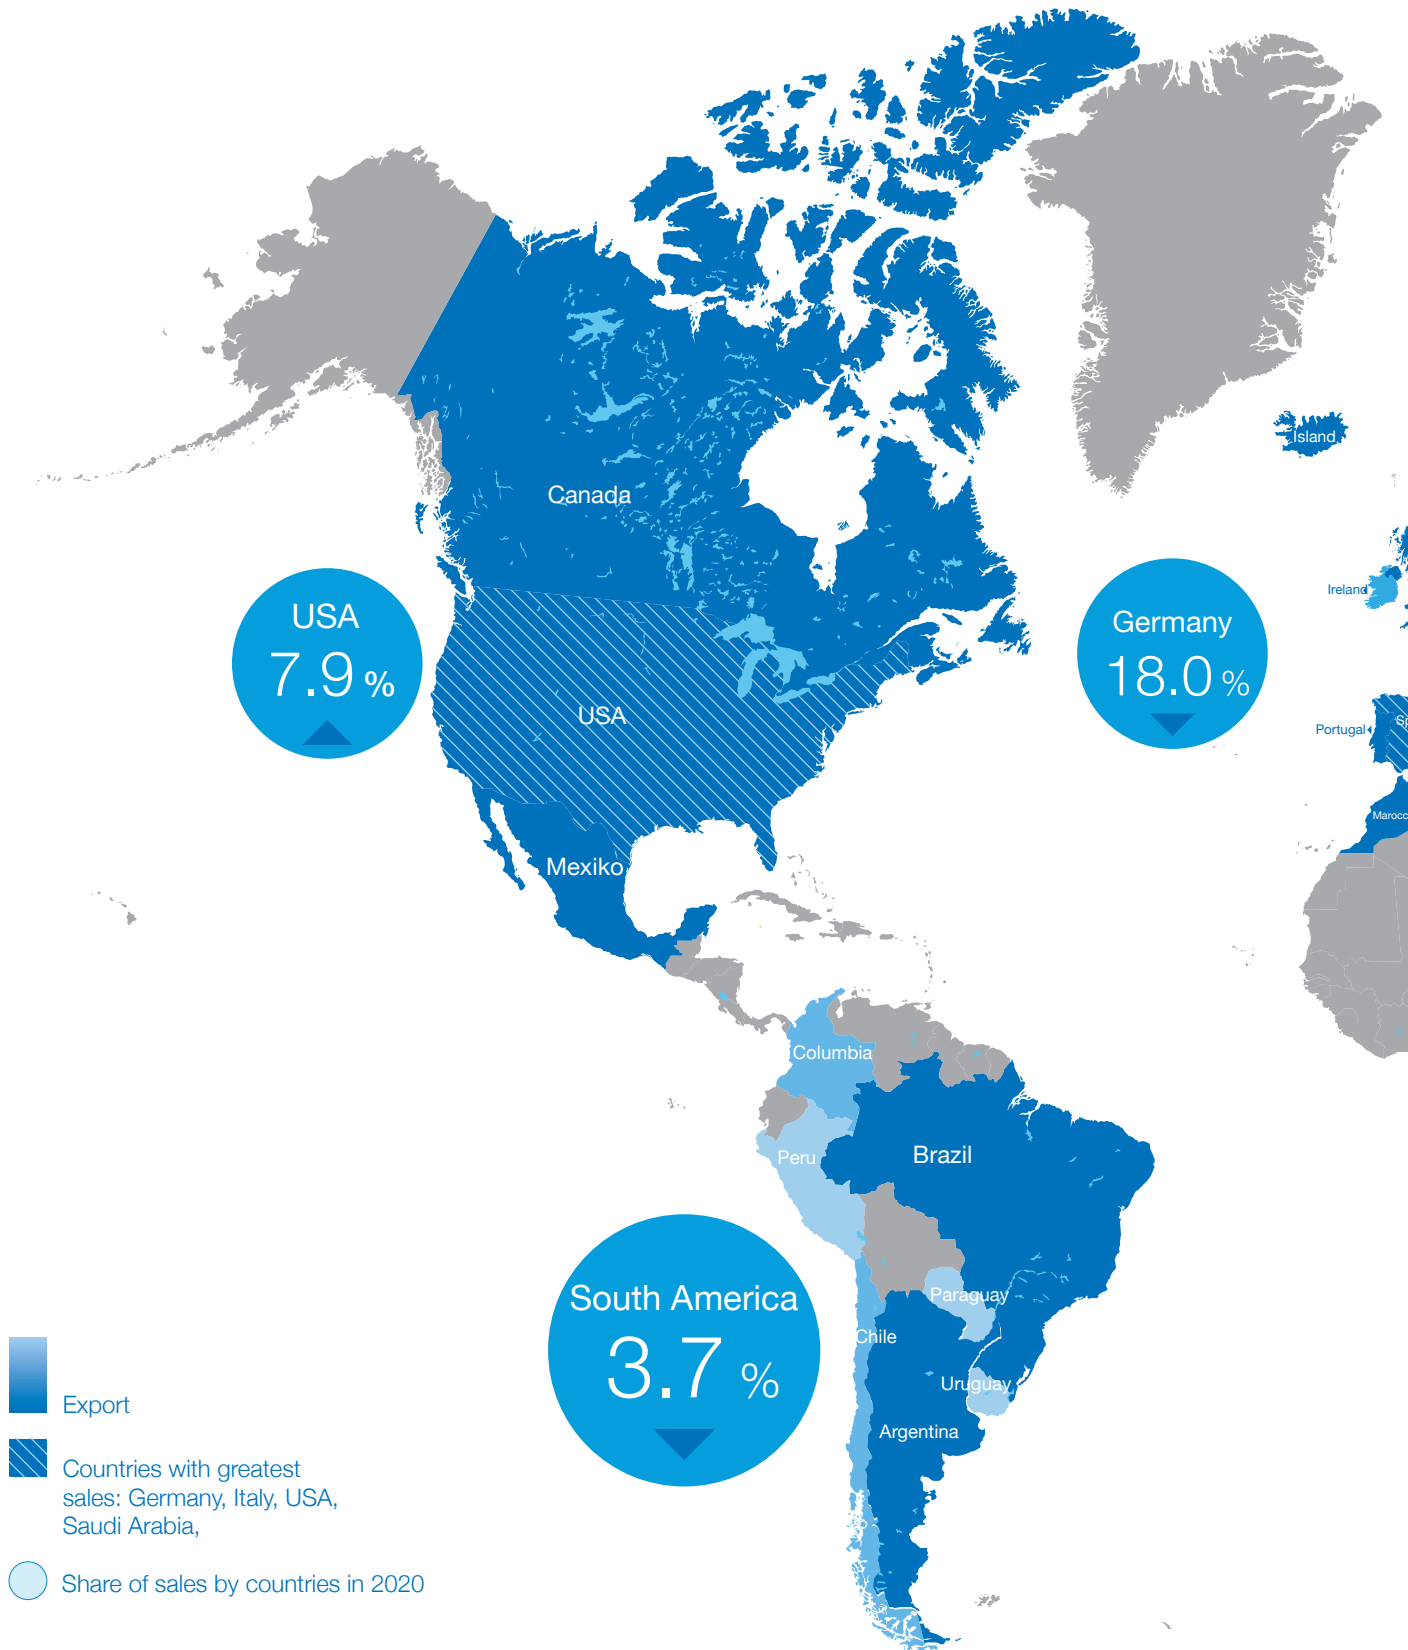 Island
Canada
Ireland
USA
7.9 %
Germany
18.0 %
USA
Portugal
Mexiko
Columbia
Peru
Brazil
South America
3.7 %
Paraguay
Chile
Uruguay
Argentina
Export
Countries with greatest
sales: Germany, Italy, USA,
Saudi Arabia,
Share of sales by countries in 2020